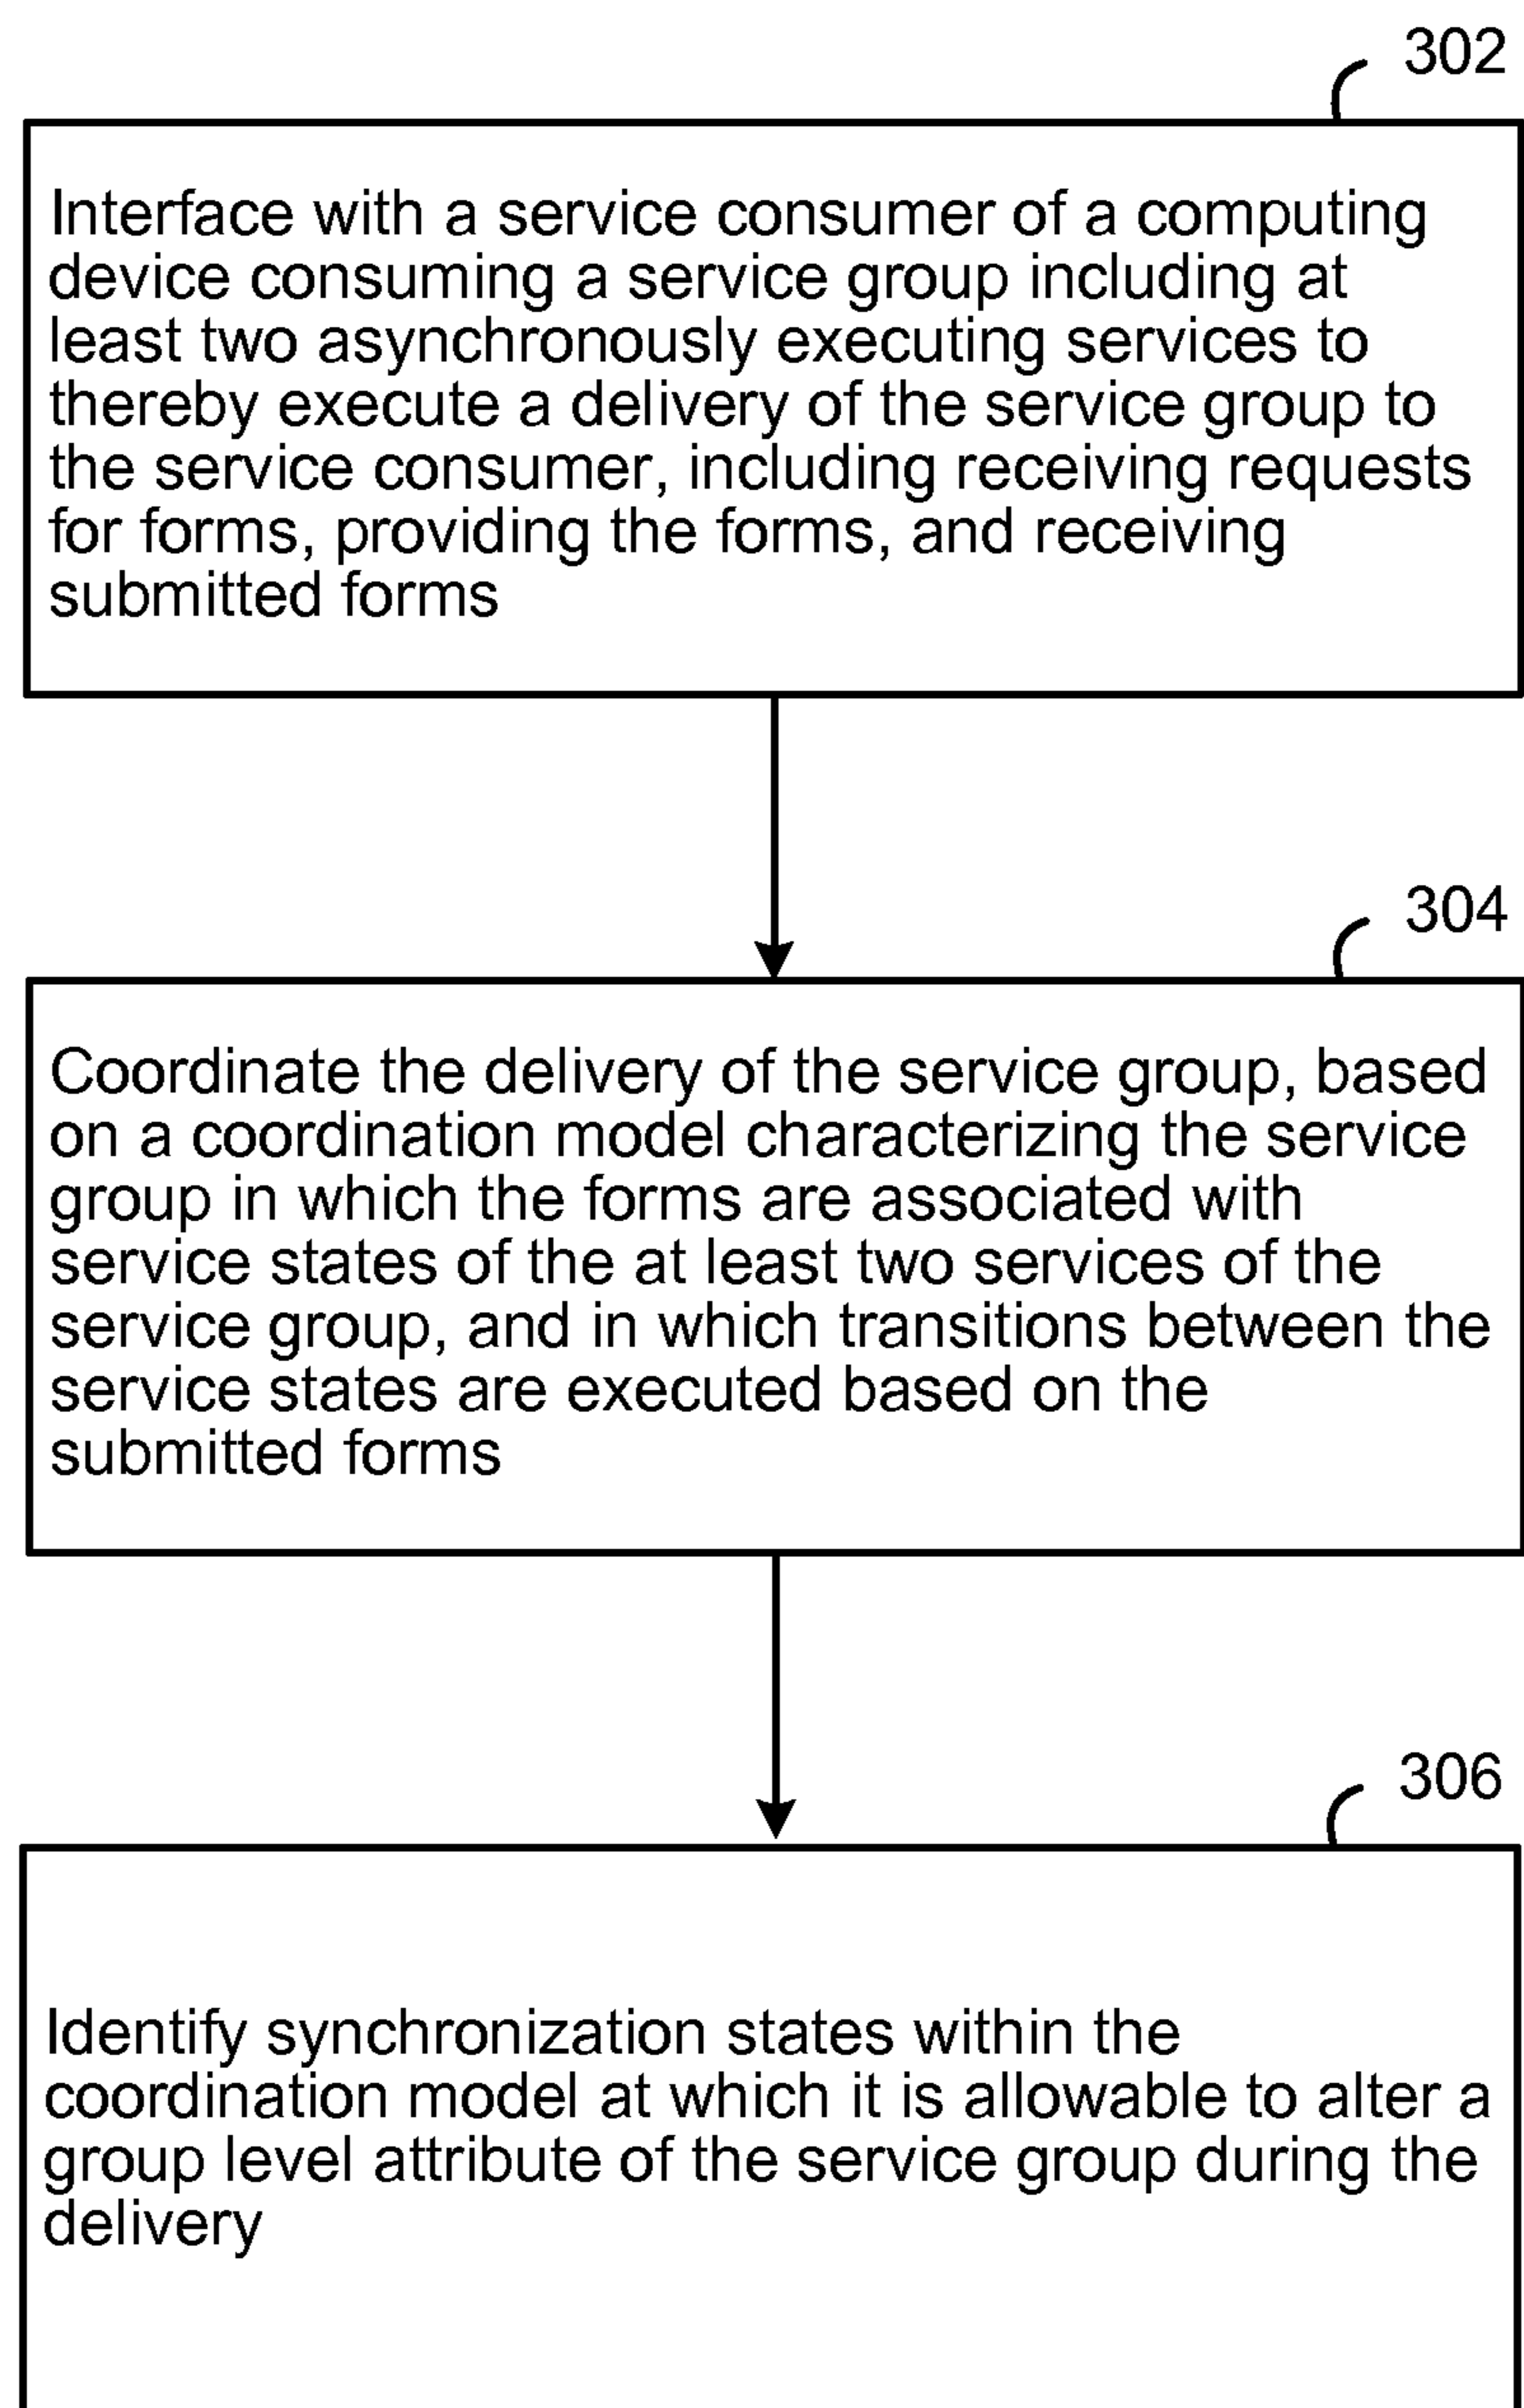 302
Interface with a service consumer of a computing
device consuming a service group including at
least two asynchronously executing services to
thereby execute a delivery of the service group to
the service consumer, including receiving requests
for forms, providing the forms, and receiving
submitted forms
304
Coordinate the delivery of the service group, based
on a coordination model characterizing the service
group in which the forms are associated with
service states of the at least two services of the
service group, and in which transitions between the
service states are executed based on the
submitted forms
306
Identify synchronization states within the
coordination model at which it is allowable to alter a
group level attribute of the service group during the
delivery